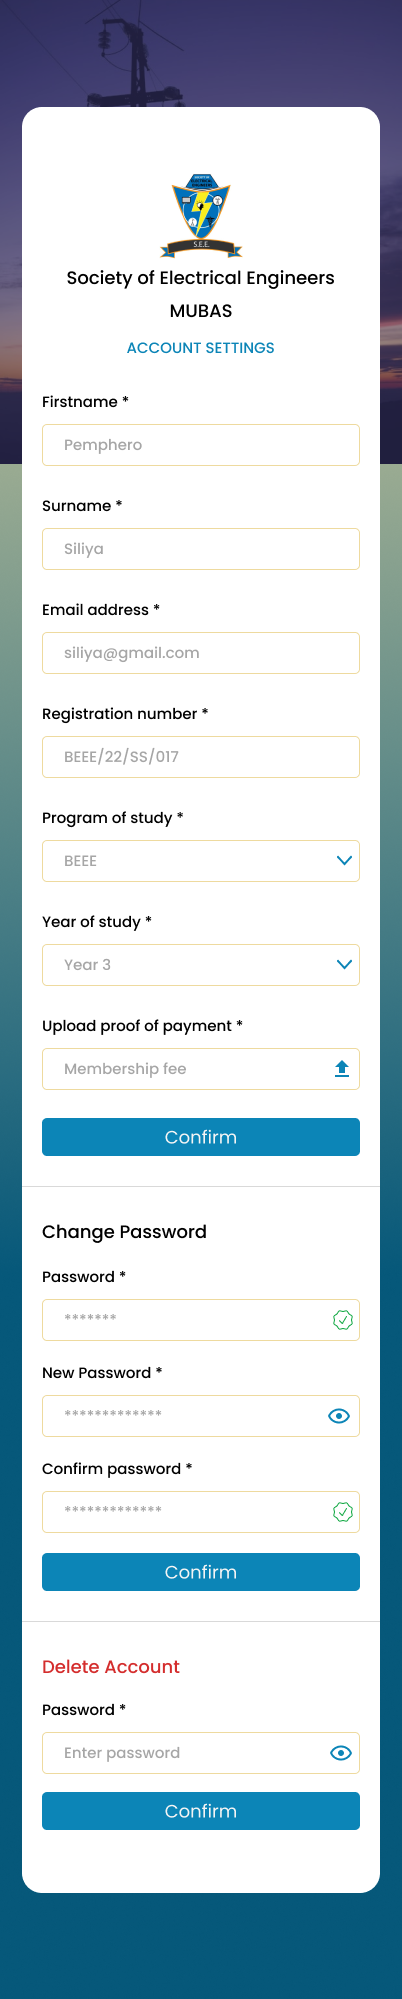 S.E.E.
Society of Electrical Engineers
MUBAS
ACCOUNT SETTINGS
Firstname *
Pemphero
Surname *
Siliya
Email address *
siliya@gmail.com
Registration number *
BEEE/22/SS/017
Program of study *
BEEE
Year of study *
Year 3
Upload proof of payment *
Membership fee
Confirm
Change Password
Password *
*******
New Password *
*************
Confirm password *
*************
Confirm
Delete Account
Password *
Enter password
Confirm